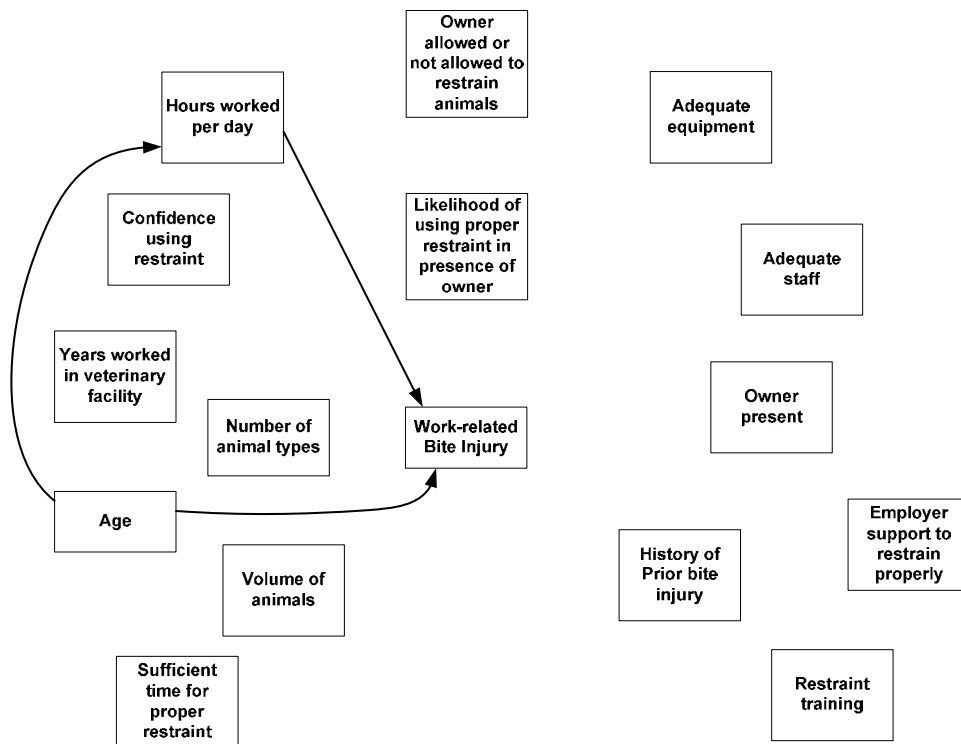 Owner
allowed or
not allowed to
restrain
animals
Hours worked
per day
Adequate
equipment
Confidence
using
restraint
Likelihood of
using proper
restraint in
presence of
owner
Adequate
staff
Years worked
in veterinary
facility
Owner
present
Number of
animal types
Work-related
Bite Injury
Age
Employer
support to
restrain
properly
History of
Prior bite
injury
Volume of
animals
Sufficient
time for
proper
restraint
Restraint
training